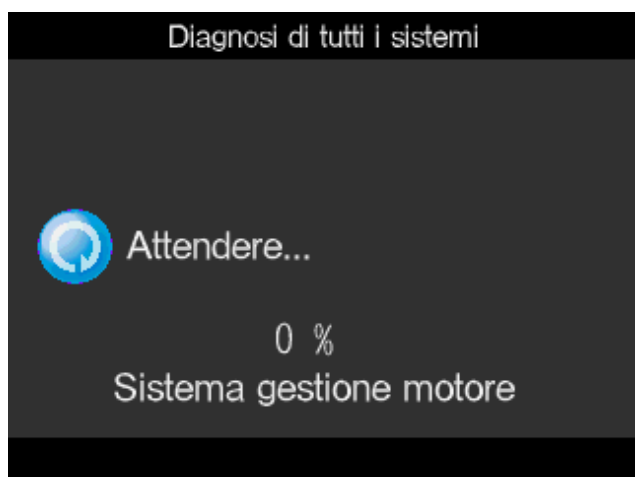 Diagnosi di tutti i sistemi
Attendere...
0 %
Sistema gestione motore